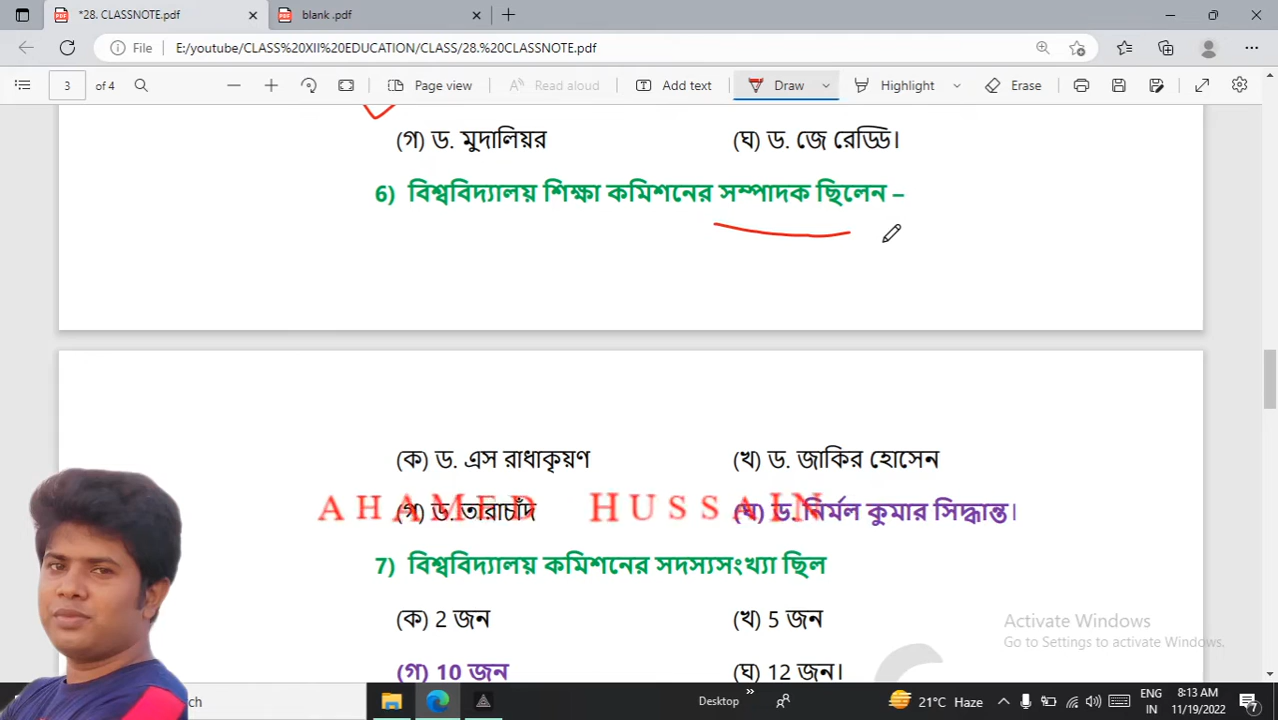 *28. CLASSNOTE.pdf
blank .pdf
File
E:/youtube/CLASS%20XII%20EDUCATION/CLASS/28.%20CLASSNOTE.pdf
3 of 4
Page view
Read aloud
Add text
Draw
Highlight
Erase
(গ) ড. মুদালিয়র (ঘ) ড. জে রেড্ডি।
6) বিশ্ববিদ্যালয় শিক্ষা কমিশনের সম্পাদক ছিলেন –
(ক) ড. এস রাধাকৃয়ণ (খ) ড. জাকির হোসেন
AHAMED HUSSAIN
(গ) ড. তারাচাঁদ (ঘ) ড. নির্মল কুমার সিদ্ধান্ত।
7) বিশ্ববিদ্যালয় কমিশনের সদস্যসংখ্যা ছিল
(ক) 2 জন (খ) 5 জন
(গ) 10 জন (ঘ) 12 জন।
Activate Windows
Go to Settings to activate Windows.
rch
Desktop
21°C Haze
ENG
IN
8:13 AM
11/19/2022
7